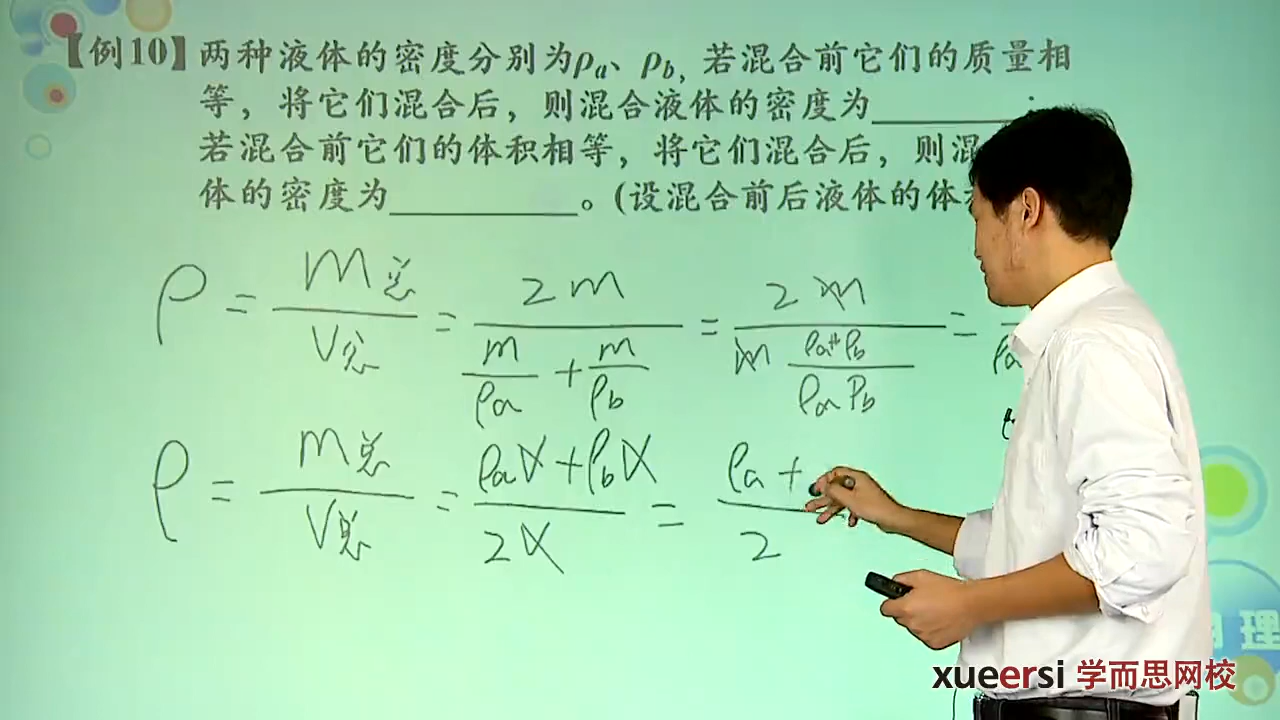 【例10】两种液体的密度分别为ρa、ρb, 若混合前它们的质量相
等，将它们混合后，则混合液体的密度为__________；
若混合前它们的体积相等，将它们混合后，则混
体的密度为__________。(设混合前后液体的体
ρ = m总/V总 = 2m/(m/ρa + m/ρb) = 2m/(m (ρa+ρb)/(ρaρb)) =
ρ = m总/V总 = (ρaV + ρbV)/2V = (ρa +)/2
理
xueersi 学而思网校